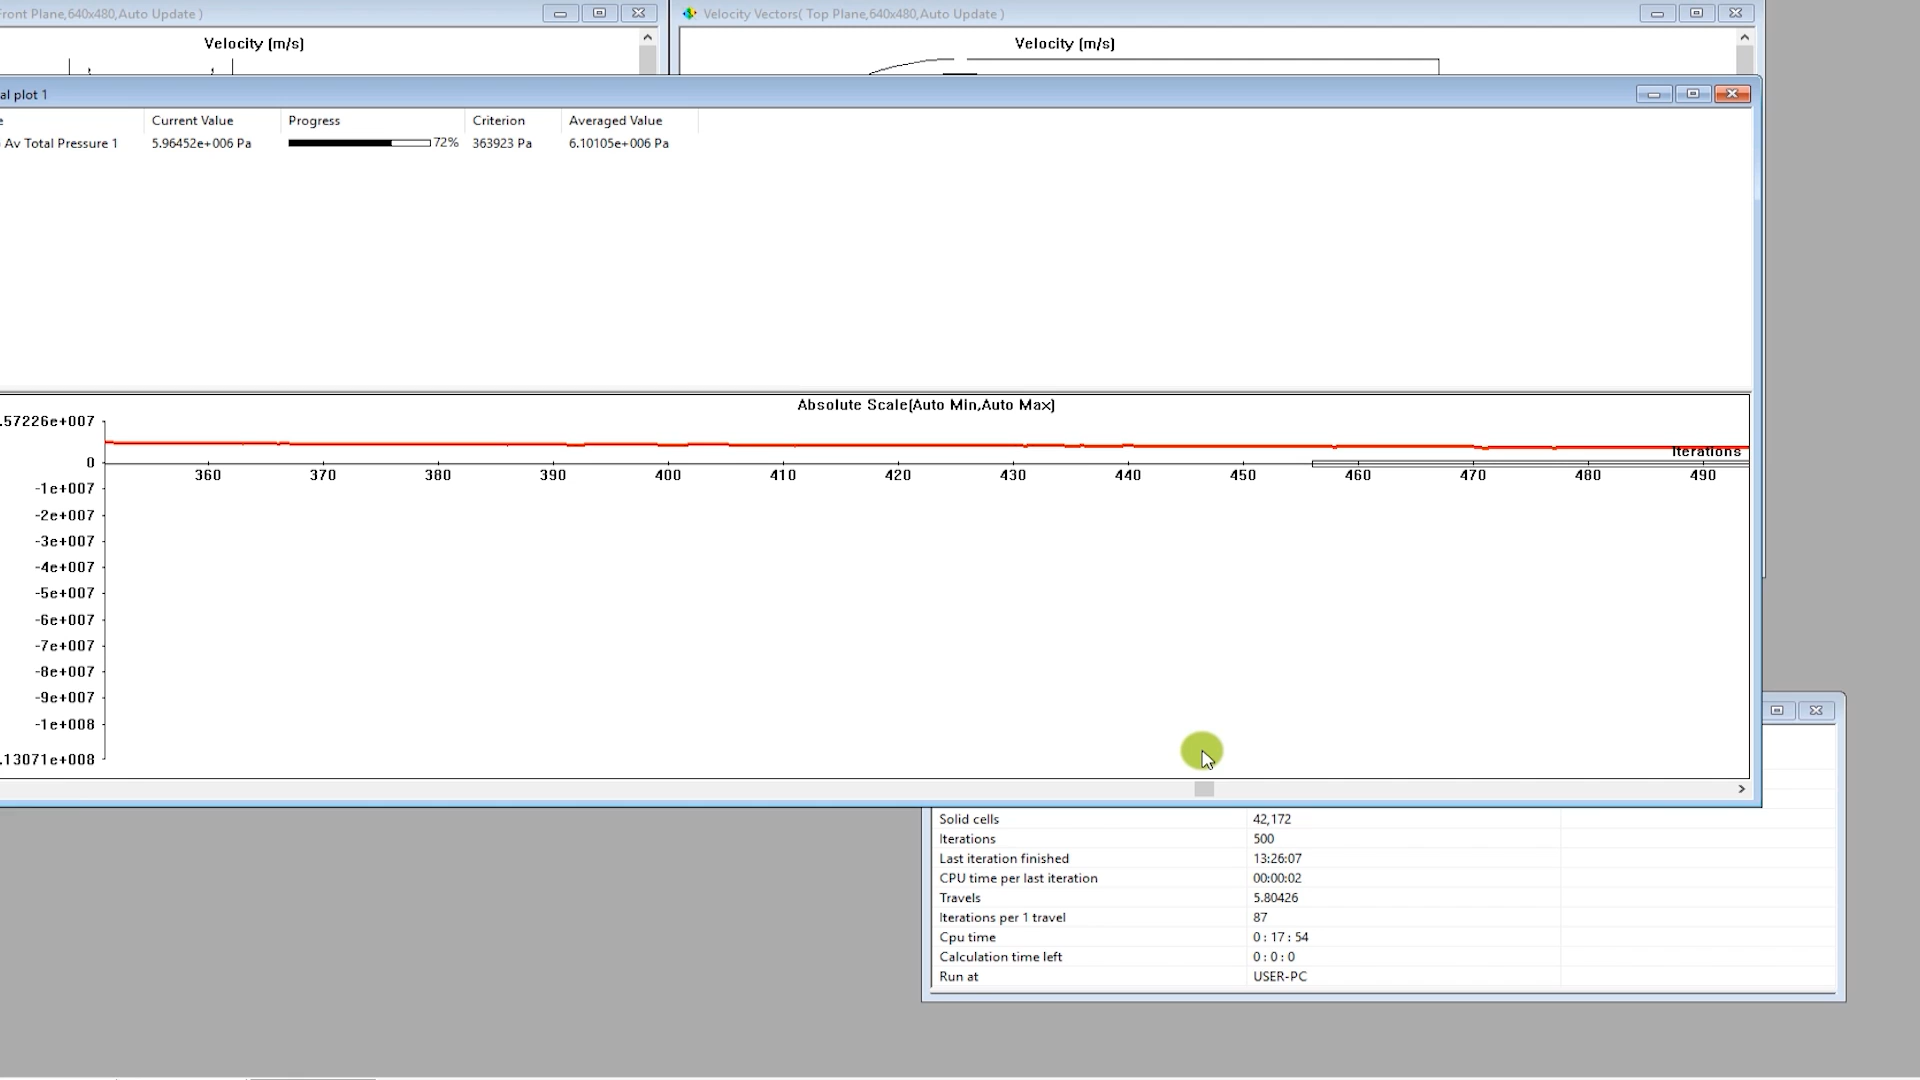 Front Plane,640x480,Auto Update )
Velocity Vectors( Top Plane,640x480,Auto Update )
Velocity (m/s)
Velocity (m/s)
al plot 1
e Current Value Progress Criterion Averaged Value
Av Total Pressure 1 5.96452e+006 Pa 72% 363923 Pa 6.10105e+006 Pa
Absolute Scale(Auto Min,Auto Max)
.57226e+007
Iterations
0
360 370 380 390 400 410 420 430 440 450 460 470 480 490
-1e+007
-2e+007
-3e+007
-4e+007
-5e+007
-6e+007
-7e+007
-8e+007
-9e+007
-1e+008
.13071e+008
Solid cells 42,172
Iterations 500
Last iteration finished 13:26:07
CPU time per last iteration 00:00:02
Travels 5.80426
Iterations per 1 travel 87
Cpu time 0 : 17 : 54
Calculation time left 0 : 0 : 0
Run at USER-PC